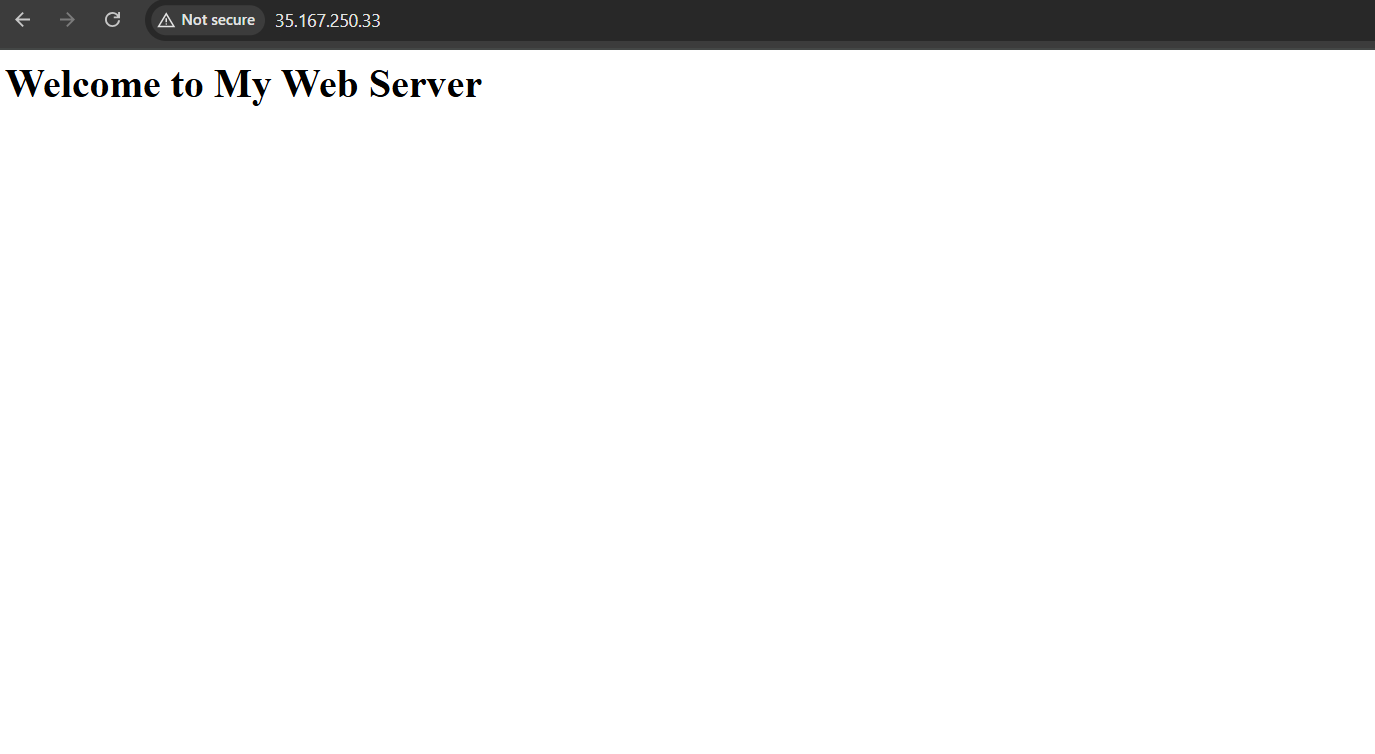 Not secure 35.167.250.33
Welcome to My Web Server